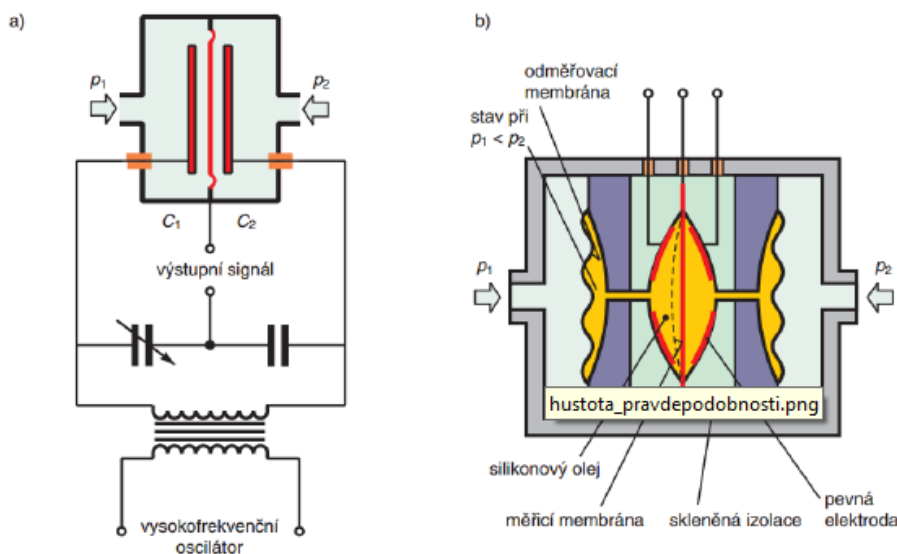 a)
p1
p2
C1
C2
výstupní signál
vysokofrekvenční
oscilátor
b)
odměřovací
membrána
stav při
p1 < p2
p1
p2
hustota_pravdepodobnosti.png
silikonový olej
měřicí membrána
skleněná izolace
pevná
elektroda